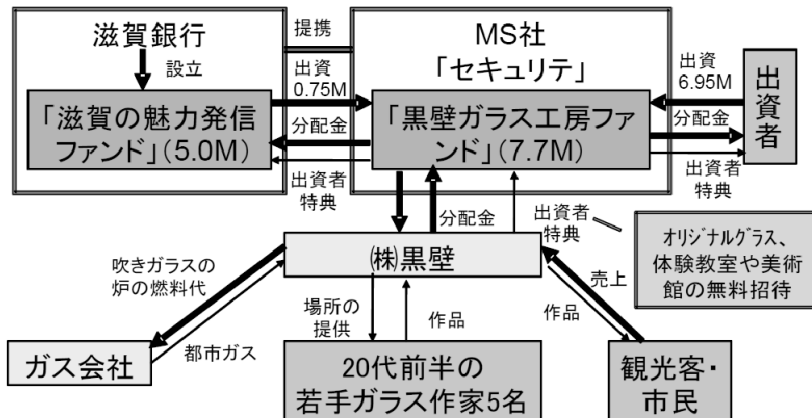 滋賀銀行
提携
MS社
「セキュリテ」
設立
出資
0.75M
出資
6.95M
出資者
「滋賀の魅力発信
ファンド」(5.0M)
分配金
「黒壁ガラス工房ファ
ンド」(7.7M)
分配金
出資者
特典
出資者
特典
分配金
出資者
特典
オリジナルグラス、
体験教室や美術
館の無料招待
㈱黒壁
吹きガラスの
炉の燃料代
売上
場所の
提供
作品
作品
都市ガス
ガス会社
20代前半の
若手ガラス作家5名
観光客・
市民